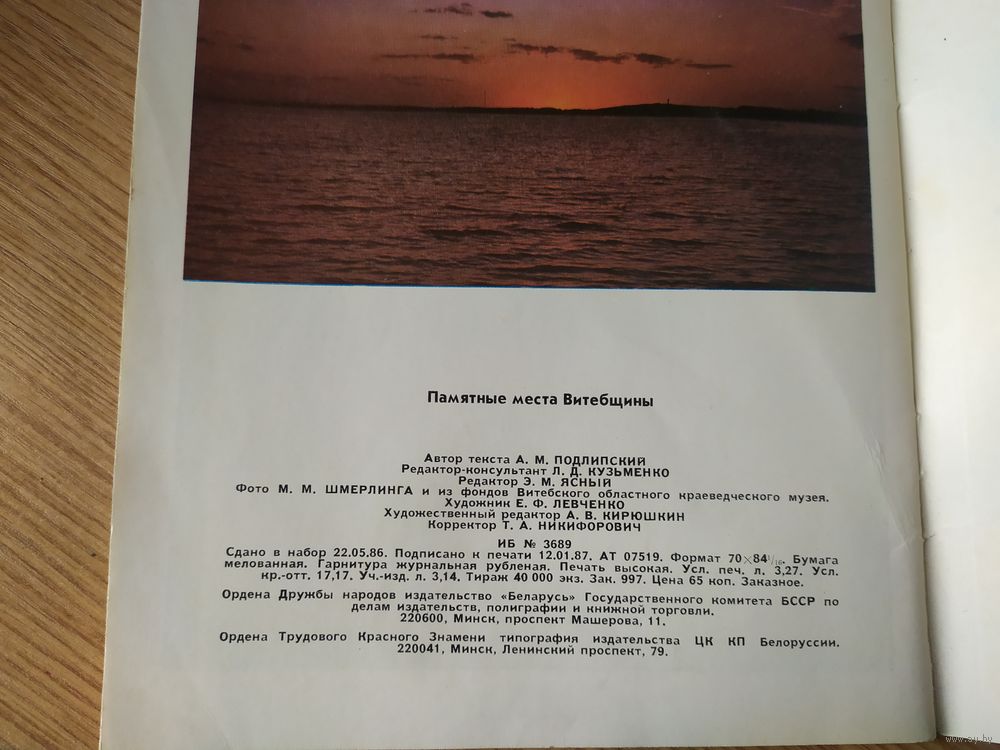 Памятные места Витебщины
Автор текста А. М. ПОДЛИПСКИЙ
Редактор-консультант Л. Д. КУЗЬМЕНКО
Редактор Э. М. ЯСНЫЙ
Фото М. М. ШМЕРЛИНГА и из фондов Витебского областного краеведческого музея.
Художник Е. Ф. ЛЕВЧЕНКО
Художественный редактор А. В. КИРЮШКИН
Корректор Т. А. НИКИФОРОВИЧ
ИБ № 3689
Сдано в набор 22.05.86. Подписано к печати 12.01.87. АТ 07519. Формат 70×84 1/16. Бумага
мелованная. Гарнитура журнальная рубленая. Печать высокая. Усл. печ. л. 3,27. Усл.
кр.-отт. 17,17. Уч.-изд. л. 3,14. Тираж 40 000 экз. Зак. 997. Цена 65 коп. Заказное.
Ордена Дружбы народов издательство «Беларусь» Государственного комитета БССР по
делам издательств, полиграфии и книжной торговли.
220600, Минск, проспект Машерова, 11.
Ордена Трудового Красного Знамени типография издательства ЦК КП Белоруссии.
220041, Минск, Ленинский проспект, 79.
www.ay.by